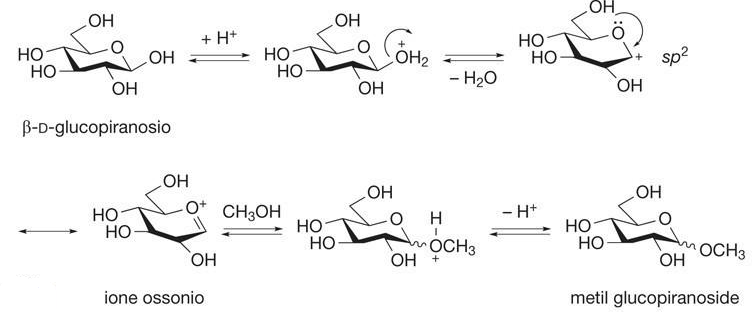 OH
HO
HO
O
OH
OH
β-D-glucopiranosio
+ H⁺
OH
HO
HO
O
+
OH₂
OH
– H₂O
OH
HO
HO
O
+
sp²
OH
OH
HO
HO
O⁺
OH
ione ossonio
CH₃OH
OH
HO
HO
O
H
OCH₃
+
OH
– H⁺
OH
HO
HO
O
OCH₃
OH
metil glucopiranoside